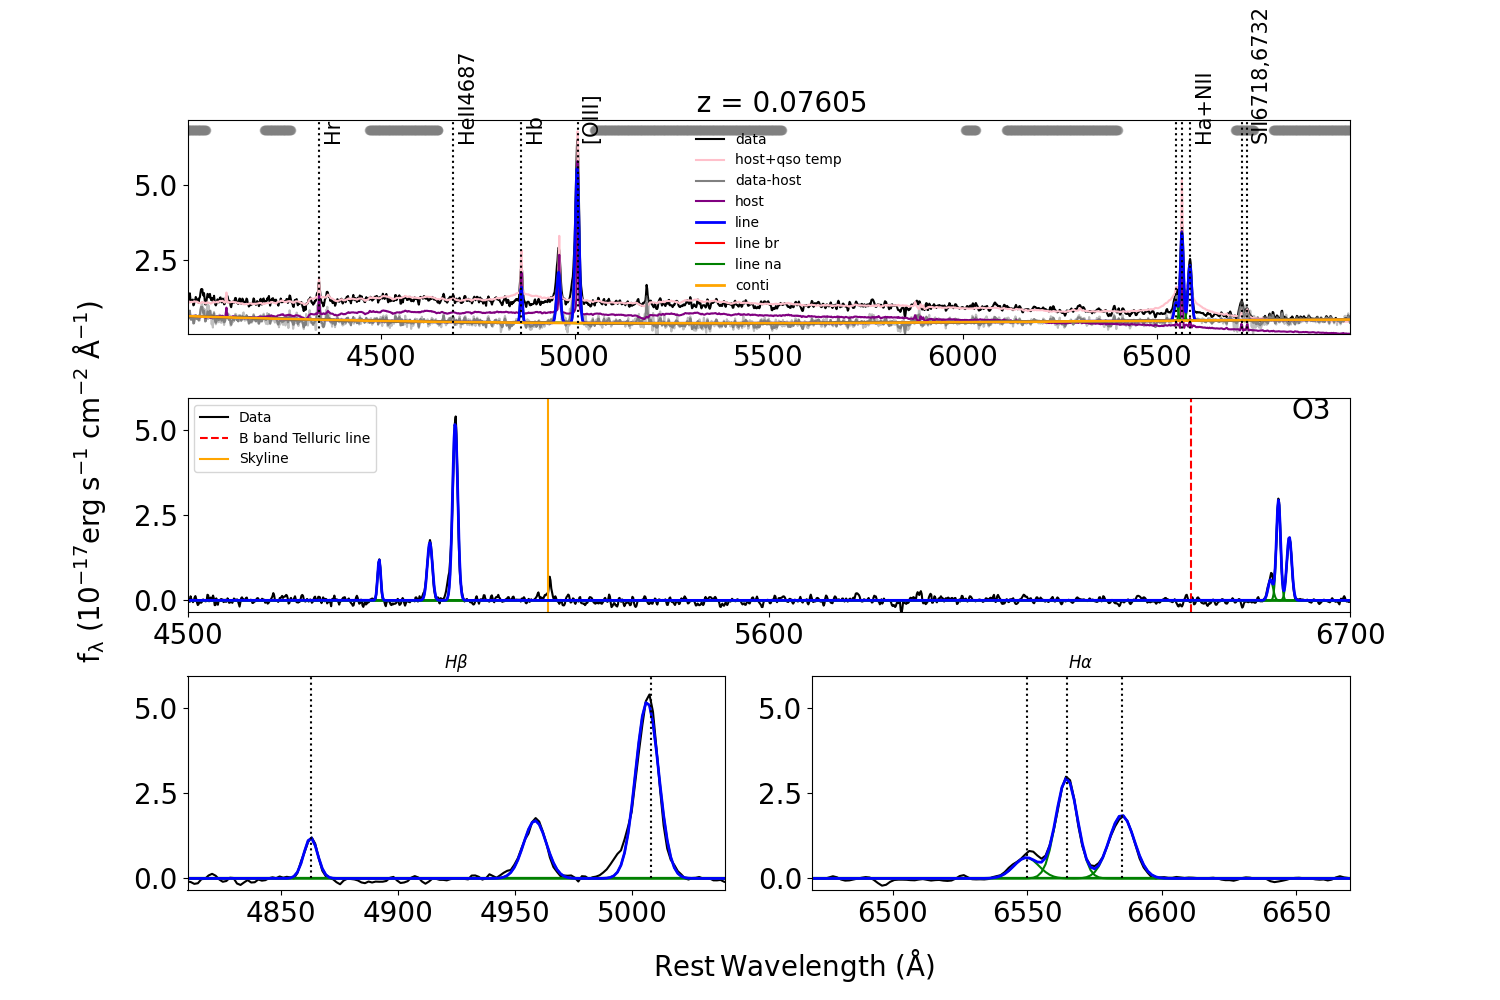 z = 0.07605
Hr
HeII4687
Hb
[OIII]
Ha+NII
SII6718,6732
data
host+qso temp
data-host
host
line
line br
line na
conti
5.0
2.5
4500 5000 5500 6000 6500
O3
Data
B band Telluric line
Skyline
5.0
2.5
0.0
4500 5600 6700
fλ (10⁻¹⁷erg s⁻¹ cm⁻² Å⁻¹)
Hβ
5.0
2.5
0.0
4850 4900 4950 5000
Hα
5.0
2.5
0.0
6500 6550 6600 6650
Rest Wavelength (Å)